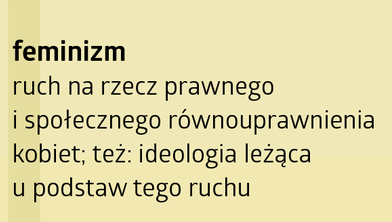 feminizm
ruch na rzecz prawnego
i społecznego równouprawnienia
kobiet; też: ideologia leżąca
u podstaw tego ruchu